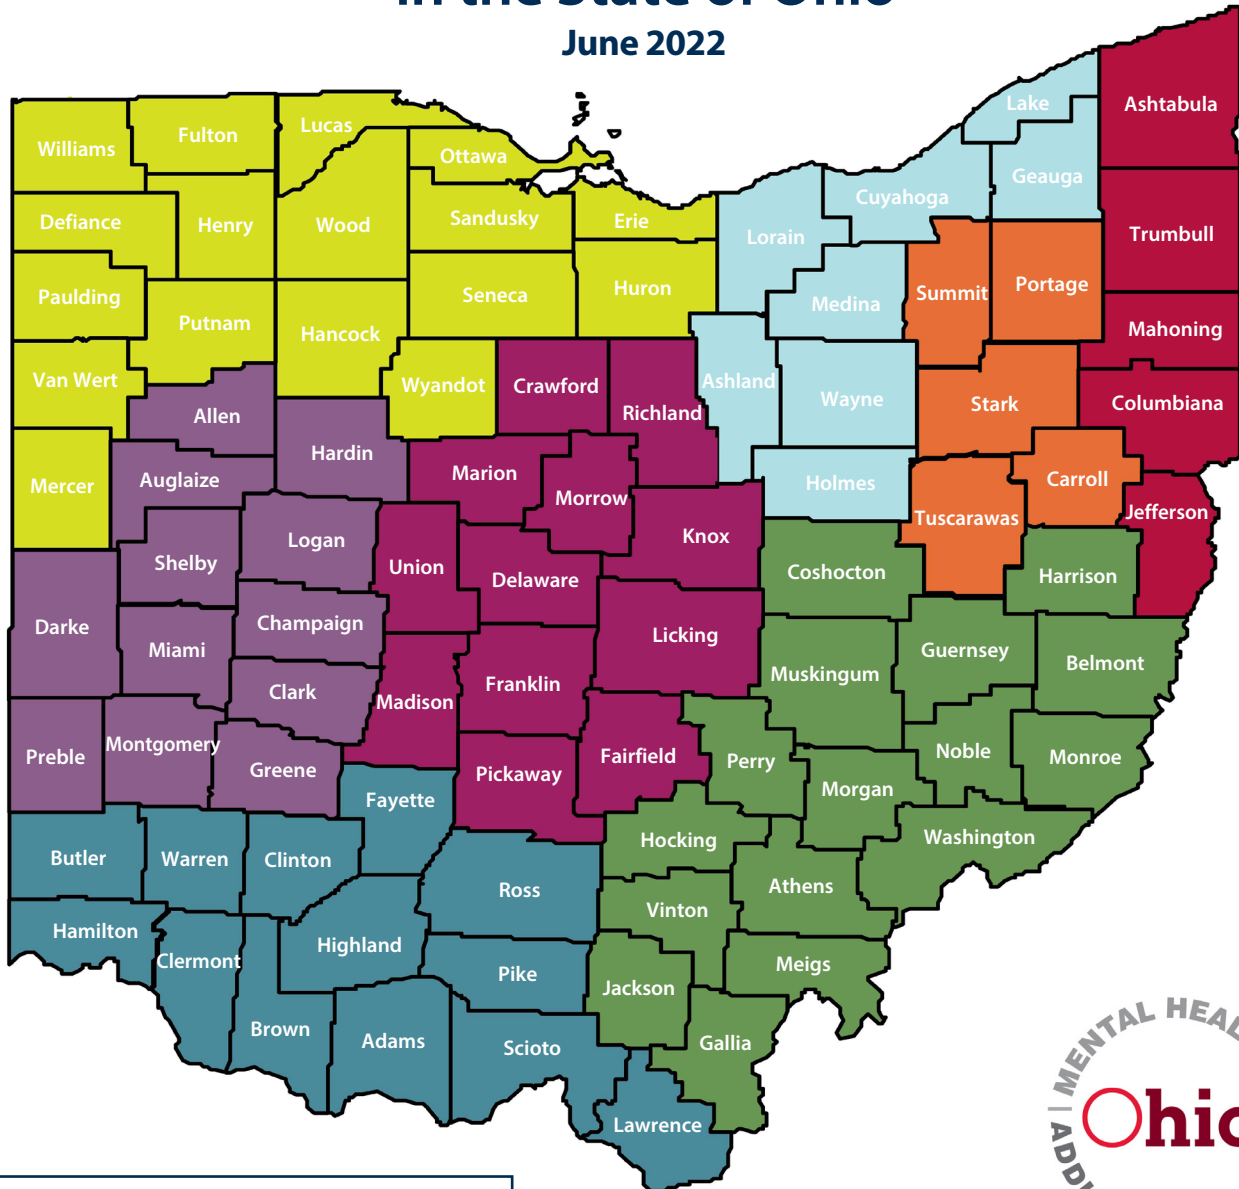 June 2022
Lake
Ashtabula
Williams
Fulton
Lucas
Ottawa
Geauga
Cuyahoga
Defiance
Henry
Wood
Sandusky
Erie
Lorain
Trumbull
Paulding
Putnam
Hancock
Seneca
Huron
Medina
Summit
Portage
Mahoning
Van Wert
Allen
Wyandot
Crawford
Richland
Ashland
Wayne
Stark
Columbiana
Mercer
Auglaize
Hardin
Marion
Morrow
Holmes
Carroll
Jefferson
Shelby
Logan
Union
Delaware
Knox
Coshocton
Tuscarawas
Harrison
Darke
Miami
Champaign
Licking
Guernsey
Belmont
Clark
Madison
Franklin
Muskingum
Preble
Montgomery
Greene
Pickaway
Fairfield
Perry
Noble
Monroe
Fayette
Morgan
Butler
Warren
Clinton
Hocking
Washington
Ross
Athens
Hamilton
Clermont
Highland
Pike
Vinton
Meigs
Jackson
Brown
Adams
Scioto
Gallia
Lawrence
MENTAL